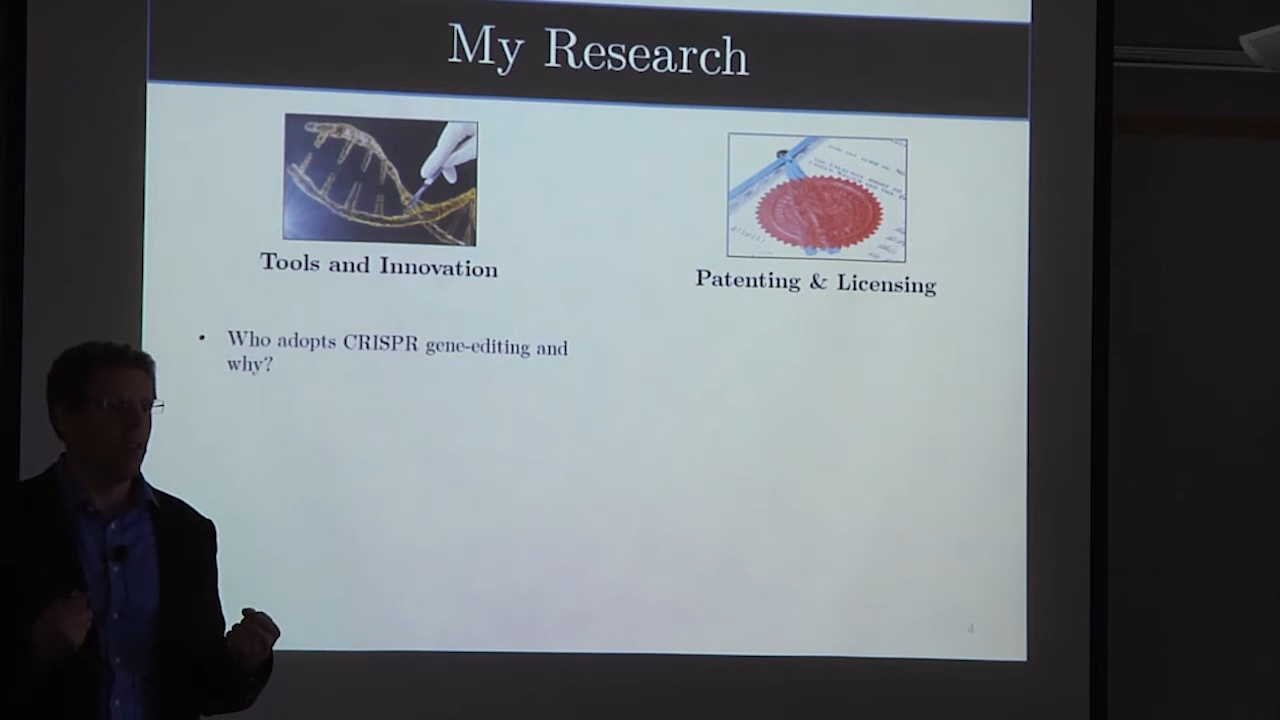 My Research
Tools and Innovation
Patenting & Licensing
• Who adopts CRISPR gene-editing and
why?
4